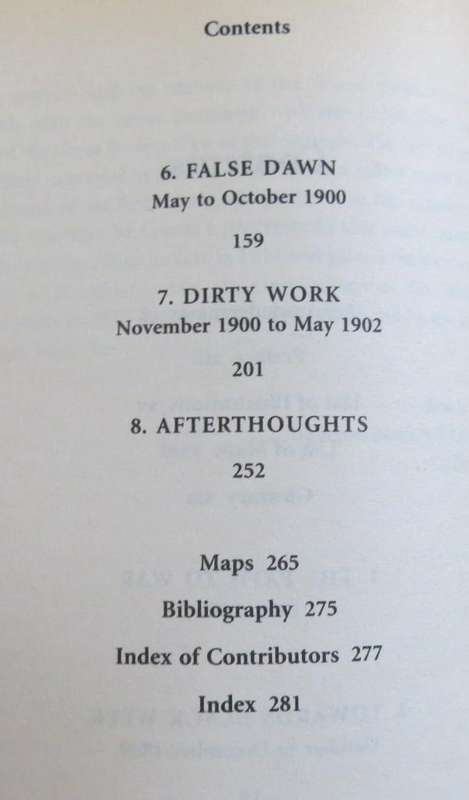 Contents
6. FALSE DAWN
May to October 1900
159
7. DIRTY WORK
November 1900 to May 1902
201
8. AFTERTHOUGHTS
252
Maps 265
Bibliography 275
Index of Contributors 277
Index 281